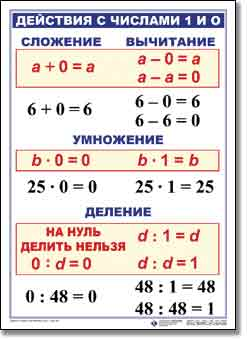 ДЕЙСТВИЯ С ЧИСЛАМИ 1 И 0
СЛОЖЕНИЕ
a + 0 = a
6 + 0 = 6
ВЫЧИТАНИЕ
a – 0 = a
a – a = 0
6 – 0 = 6
6 – 6 = 0
УМНОЖЕНИЕ
b · 0 = 0
b · 1 = b
25 · 0 = 0
25 · 1 = 25
ДЕЛЕНИЕ
НА НУЛЬ
ДЕЛИТЬ НЕЛЬЗЯ
0 : d = 0
d : 1 = d
d : d = 1
0 : 48 = 0
48 : 1 = 48
48 : 48 = 1